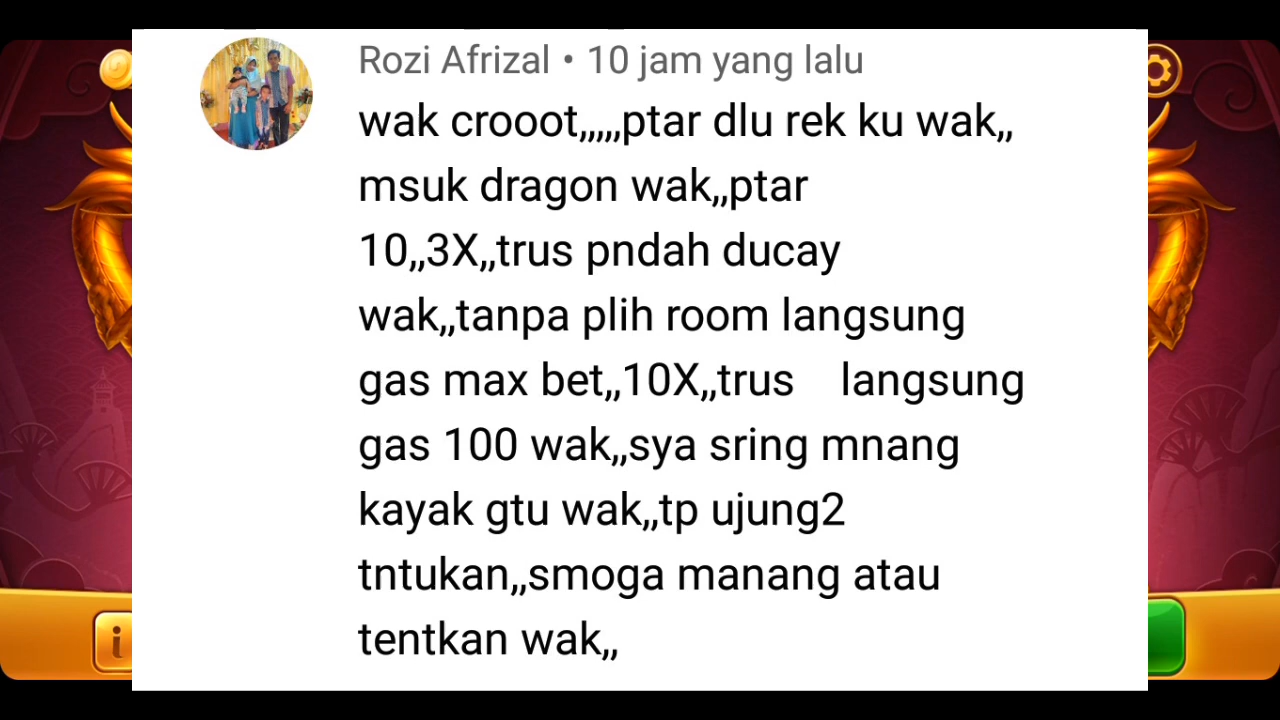 Rozi Afrizal • 10 jam yang lalu
wak crooot,,,,,ptar dlu rek ku wak,,
msuk dragon wak,,ptar
10,,3X,,trus pndah ducay
wak,,tanpa plih room langsung
gas max bet,,10X,,trus    langsung
gas 100 wak,,sya sring mnang
kayak gtu wak,,tp ujung2
tntukan,,smoga manang atau
tentkan wak,,
i